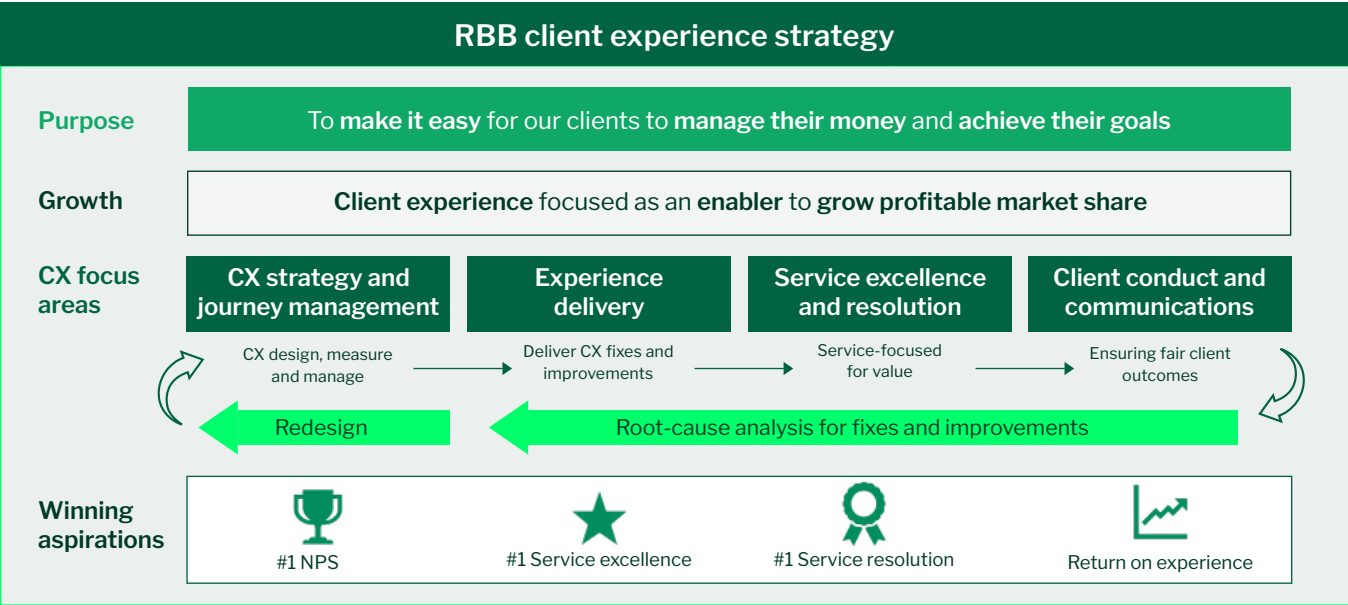 RBB client experience strategy
Purpose
To make it easy for our clients to manage their money and achieve their goals
Growth
Client experience focused as an enabler to grow profitable market share
CX focus
areas
CX strategy and
journey management
Experience
delivery
Service excellence
and resolution
Client conduct and
communications
CX design, measure
and manage
Deliver CX fixes and
improvements
Service-focused
for value
Ensuring fair client
outcomes
Redesign
Root-cause analysis for fixes and improvements
Winning
aspirations
#1 NPS
#1 Service excellence
#1 Service resolution
Return on experience